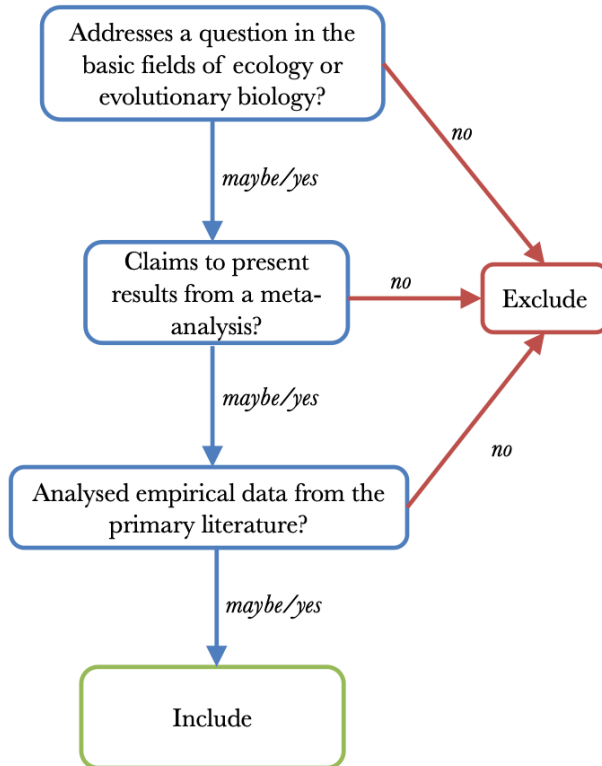 Addresses a question in the
basic fields of ecology or
evolutionary biology?
no
maybe/yes
Claims to present
results from a meta-
analysis?
no
Exclude
maybe/yes
no
Analysed empirical data from the
primary literature?
maybe/yes
Include